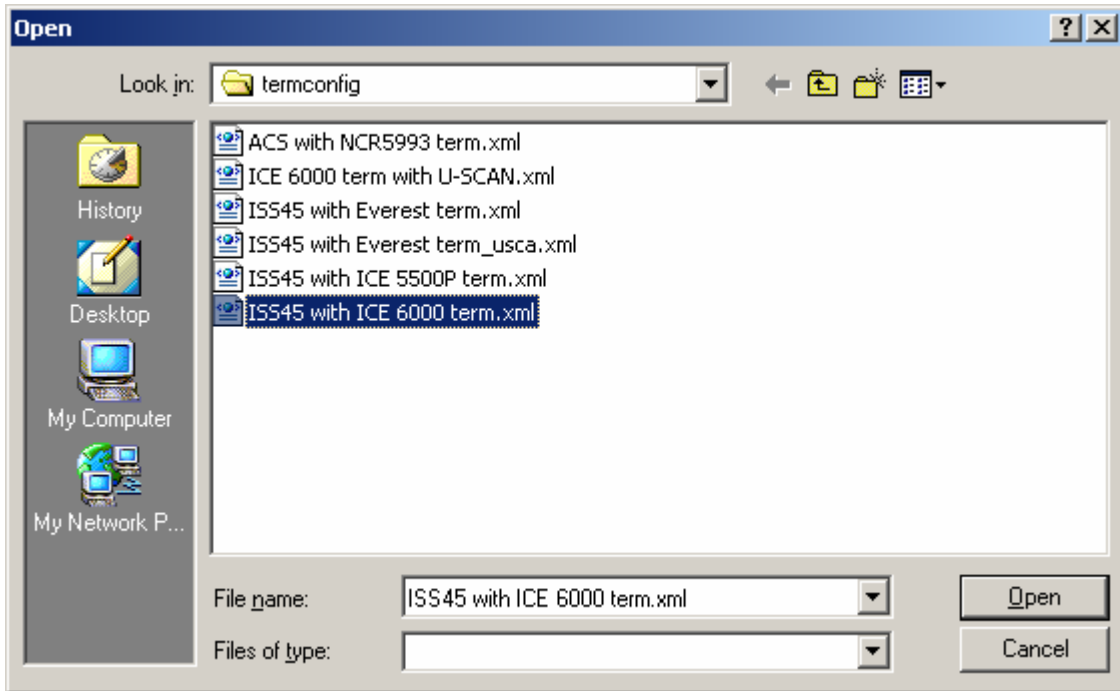 Open
Look in: termconfig
History
Desktop
My Computer
My Network P...
ACS with NCR5993 term.xml
ICE 6000 term with U-SCAN.xml
ISS45 with Everest term.xml
ISS45 with Everest term_usca.xml
ISS45 with ICE 5500P term.xml
ISS45 with ICE 6000 term.xml
File name: ISS45 with ICE 6000 term.xml Open
Files of type: Cancel